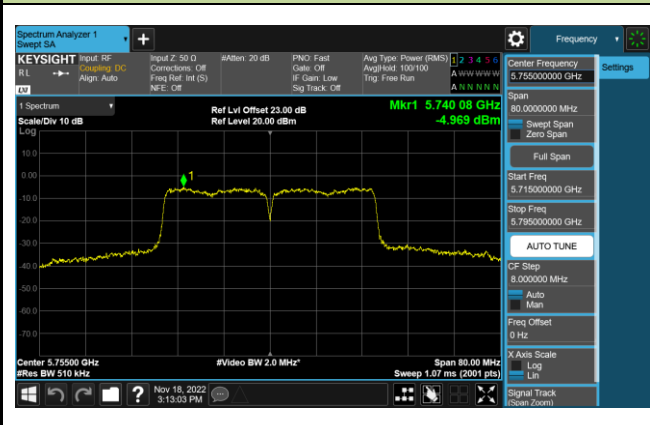 Spectrum Analyzer 1
Swept SA
+
Frequency
KEYSIGHT
RL
LXI
Input: RF
Coupling: DC
Align: Auto
Input Z: 50 Ω
Corrections: Off
Freq Ref: Int (S)
NFE: Off
#Atten: 20 dB
PNO: Fast
Gate: Off
IF Gain: Low
Sig Track: Off
Avg Type: Power (RMS)
Avg|Hold: 100/100
Trig: Free Run
1 2 3 4 5 6
A W W W W W
A N N N N N
1 Spectrum
Scale/Div 10 dB
Log
Ref Lvl Offset 23.00 dB
Ref Level 20.00 dBm
Mkr1 5.740 08 GHz
-4.969 dBm
10.0
0.00
-10.0
-20.0
-30.0
-40.0
-50.0
-60.0
-70.0
1
Center 5.75500 GHz
#Res BW 510 kHz
#Video BW 2.0 MHz*
Span 80.00 MHz
Sweep 1.07 ms (2001 pts)
Nov 18, 2022
3:13:03 PM
?
Center Frequency
5.755000000 GHz
Span
80.0000000 MHz
Swept Span
Zero Span
Full Span
Start Freq
5.715000000 GHz
Stop Freq
5.795000000 GHz
AUTO TUNE
CF Step
8.000000 MHz
Auto
Man
Freq Offset
0 Hz
X Axis Scale
Log
Lin
Signal Track
(Span Zoom)
Settings